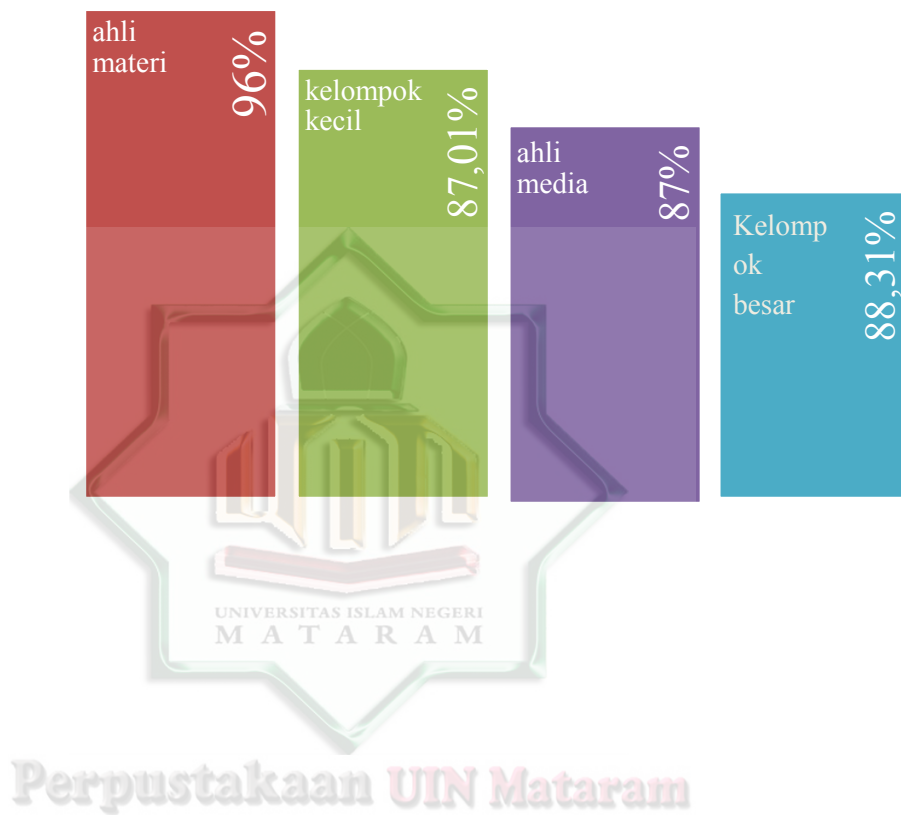 ahli
materi
96%
kelompok
kecil
87,01%
ahli
media
87%
Kelomp
ok
besar
88,31%
UNIVERSITAS ISLAM NEGERI
MATARAM
Perpustakaan UIN Mataram